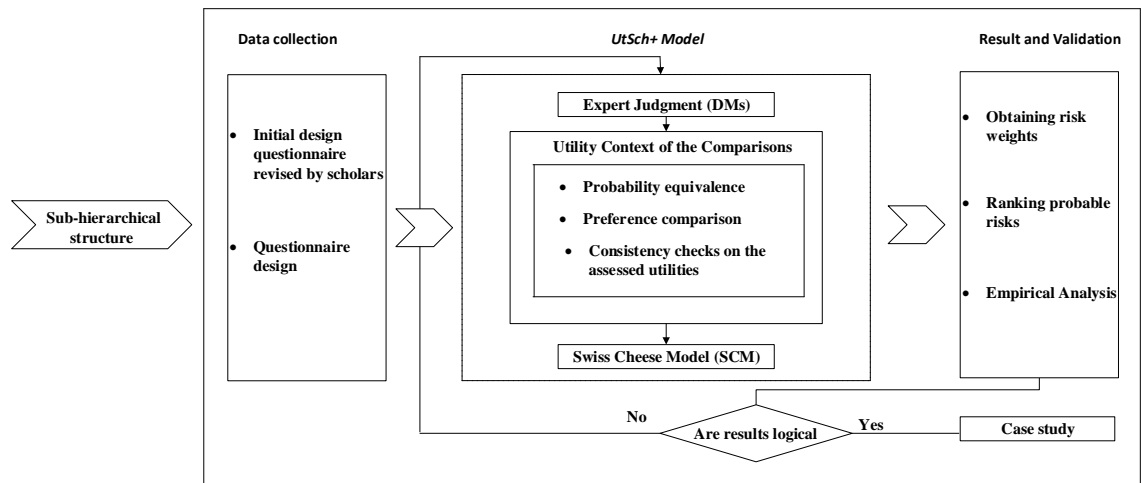 Data collection
UtSch+ Model
Result and Validation
Sub-hierarchical
structure
• Initial design
questionnaire
revised by scholars
• Questionnaire
design
Expert Judgment (DMs)
Utility Context of the Comparisons
• Probability equivalence
• Preference comparison
• Consistency checks on the
assessed utilities
Swiss Cheese Model (SCM)
• Obtaining risk
weights
• Ranking probable
risks
• Empirical Analysis
No
Are results logical
Yes
Case study